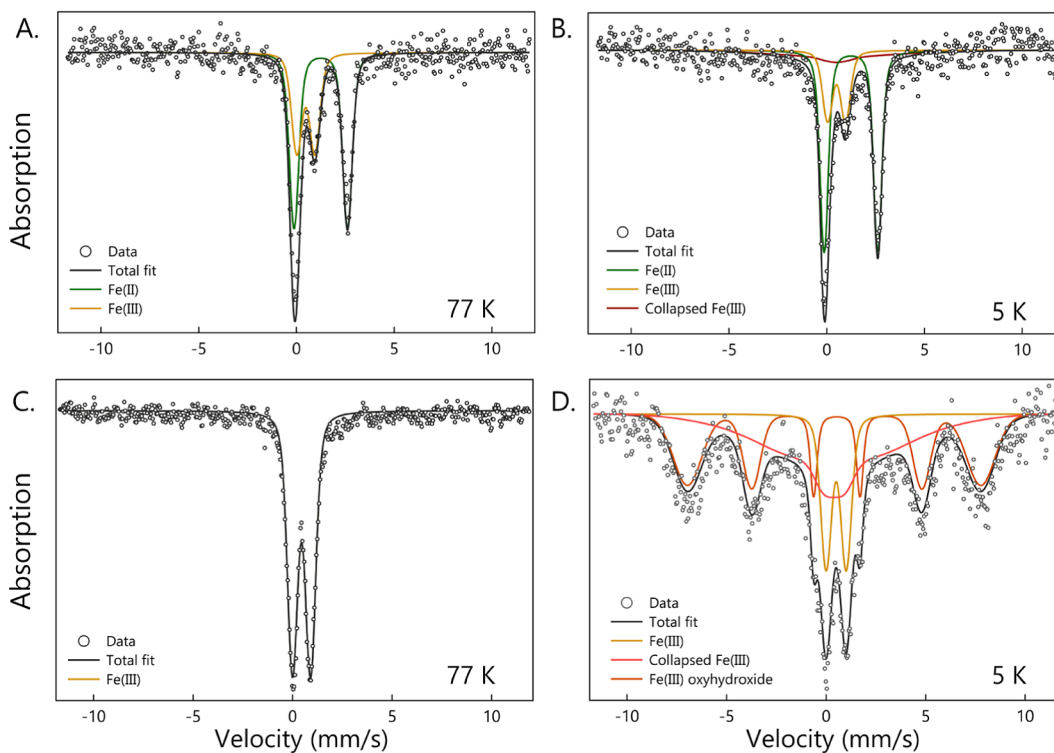 A.
Absorption
Data
Total fit
Fe(II)
Fe(III)
77 K
-10 -5 0 5 10
B.
Data
Total fit
Fe(II)
Fe(III)
Collapsed Fe(III)
5 K
-10 -5 0 5 10
C.
Absorption
Data
Total fit
Fe(III)
77 K
-10 -5 0 5 10
Velocity (mm/s)
D.
Data
Total fit
Fe(III)
Collapsed Fe(III)
Fe(III) oxyhydroxide
5 K
-10 -5 0 5 10
Velocity (mm/s)